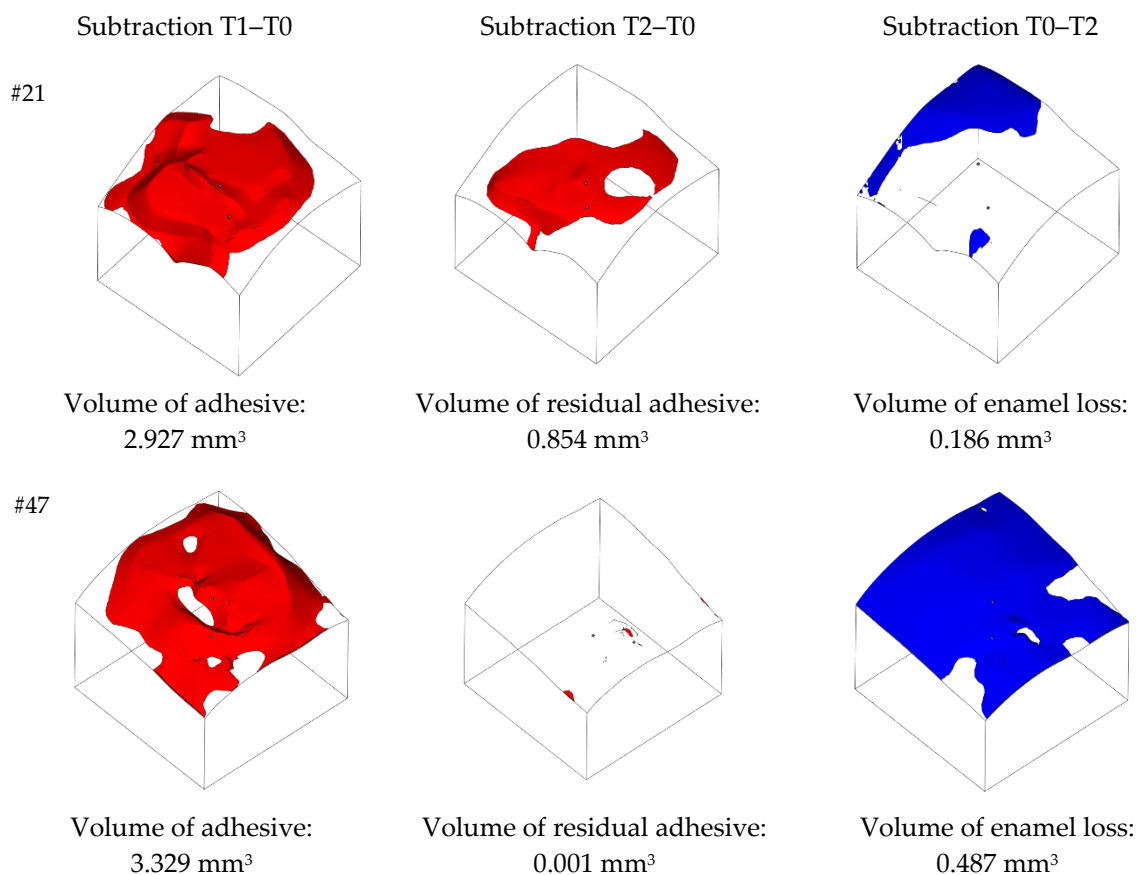 Subtraction T1–T0
Subtraction T2–T0
Subtraction T0–T2
#21
Volume of adhesive:
2.927 mm³
Volume of residual adhesive:
0.854 mm³
Volume of enamel loss:
0.186 mm³
#47
Volume of adhesive:
3.329 mm³
Volume of residual adhesive:
0.001 mm³
Volume of enamel loss:
0.487 mm³